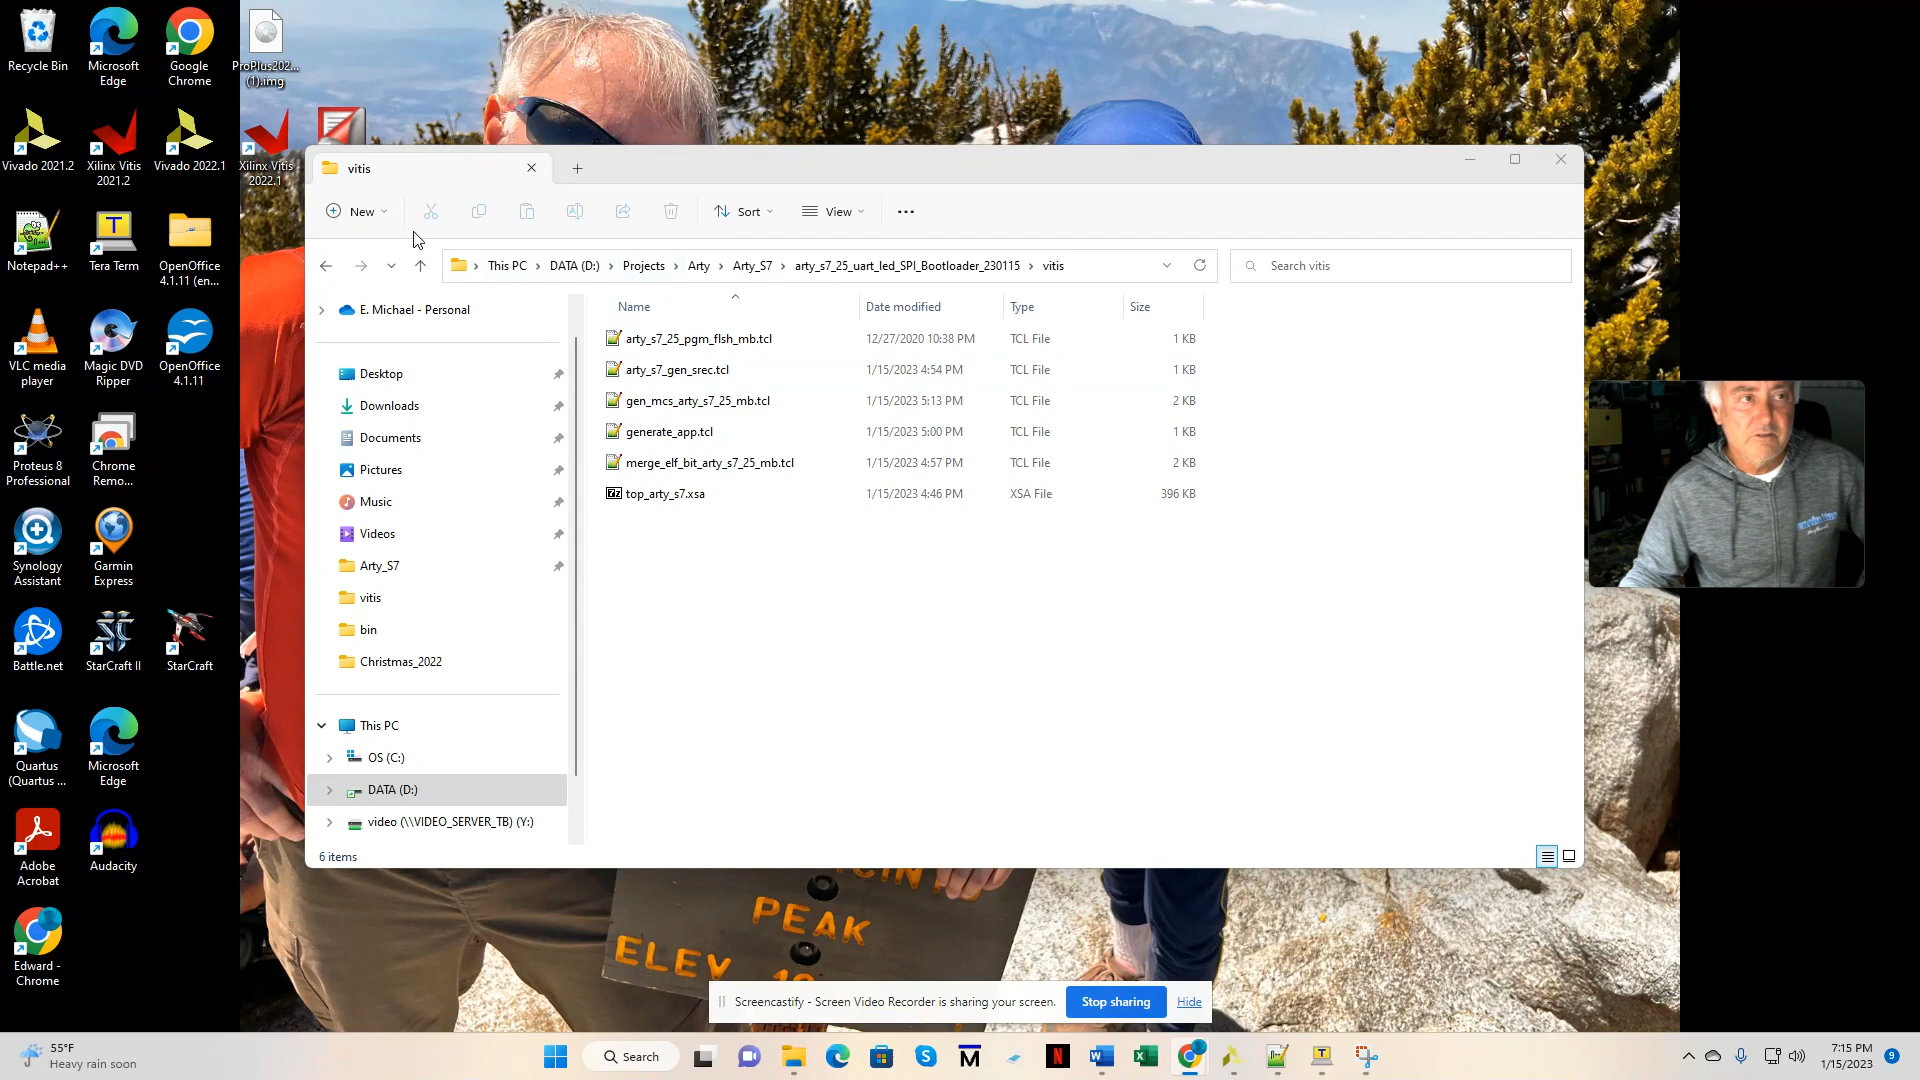 Recycle Bin
Microsoft Edge
Google Chrome
ProPlus202... (1).img
Vivado 2021.2
Xilinx Vitis 2021.2
Vivado 2022.1
Xilinx Vitis 2022.1
Notepad++
Tera Term
OpenOffice 4.1.11 (en...
VLC media player
Magic DVD Ripper
OpenOffice 4.1.11
Proteus 8 Professional
Chrome Remo...
Synology Assistant
Garmin Express
Battle.net
StarCraft II
StarCraft
Quartus (Quartus ...
Microsoft Edge
Adobe Acrobat
Audacity
Edward - Chrome
vitis
New
Sort
View
This PC > DATA (D:) > Projects > Arty > Arty_S7 > arty_s7_25_uart_led_SPI_Bootloader_230115 > vitis
Search vitis
E. Michael - Personal
Desktop
Downloads
Documents
Pictures
Music
Videos
Arty_S7
vitis
bin
Christmas_2022
This PC
OS (C:)
DATA (D:)
video (\\VIDEO_SERVER_TB) (Y:)
Name Date modified Type Size
arty_s7_25_pgm_flsh_mb.tcl 12/27/2020 10:38 PM TCL File 1 KB
arty_s7_gen_srec.tcl 1/15/2023 4:54 PM TCL File 1 KB
gen_mcs_arty_s7_25_mb.tcl 1/15/2023 5:13 PM TCL File 2 KB
generate_app.tcl 1/15/2023 5:00 PM TCL File 1 KB
merge_elf_bit_arty_s7_25_mb.tcl 1/15/2023 4:57 PM TCL File 2 KB
top_arty_s7.xsa 1/15/2023 4:46 PM XSA File 396 KB
6 items
PEAK
ELEV
Screencastify - Screen Video Recorder is sharing your screen. Stop sharing Hide
55°F
Heavy rain soon
Search
7:15 PM
1/15/2023
9